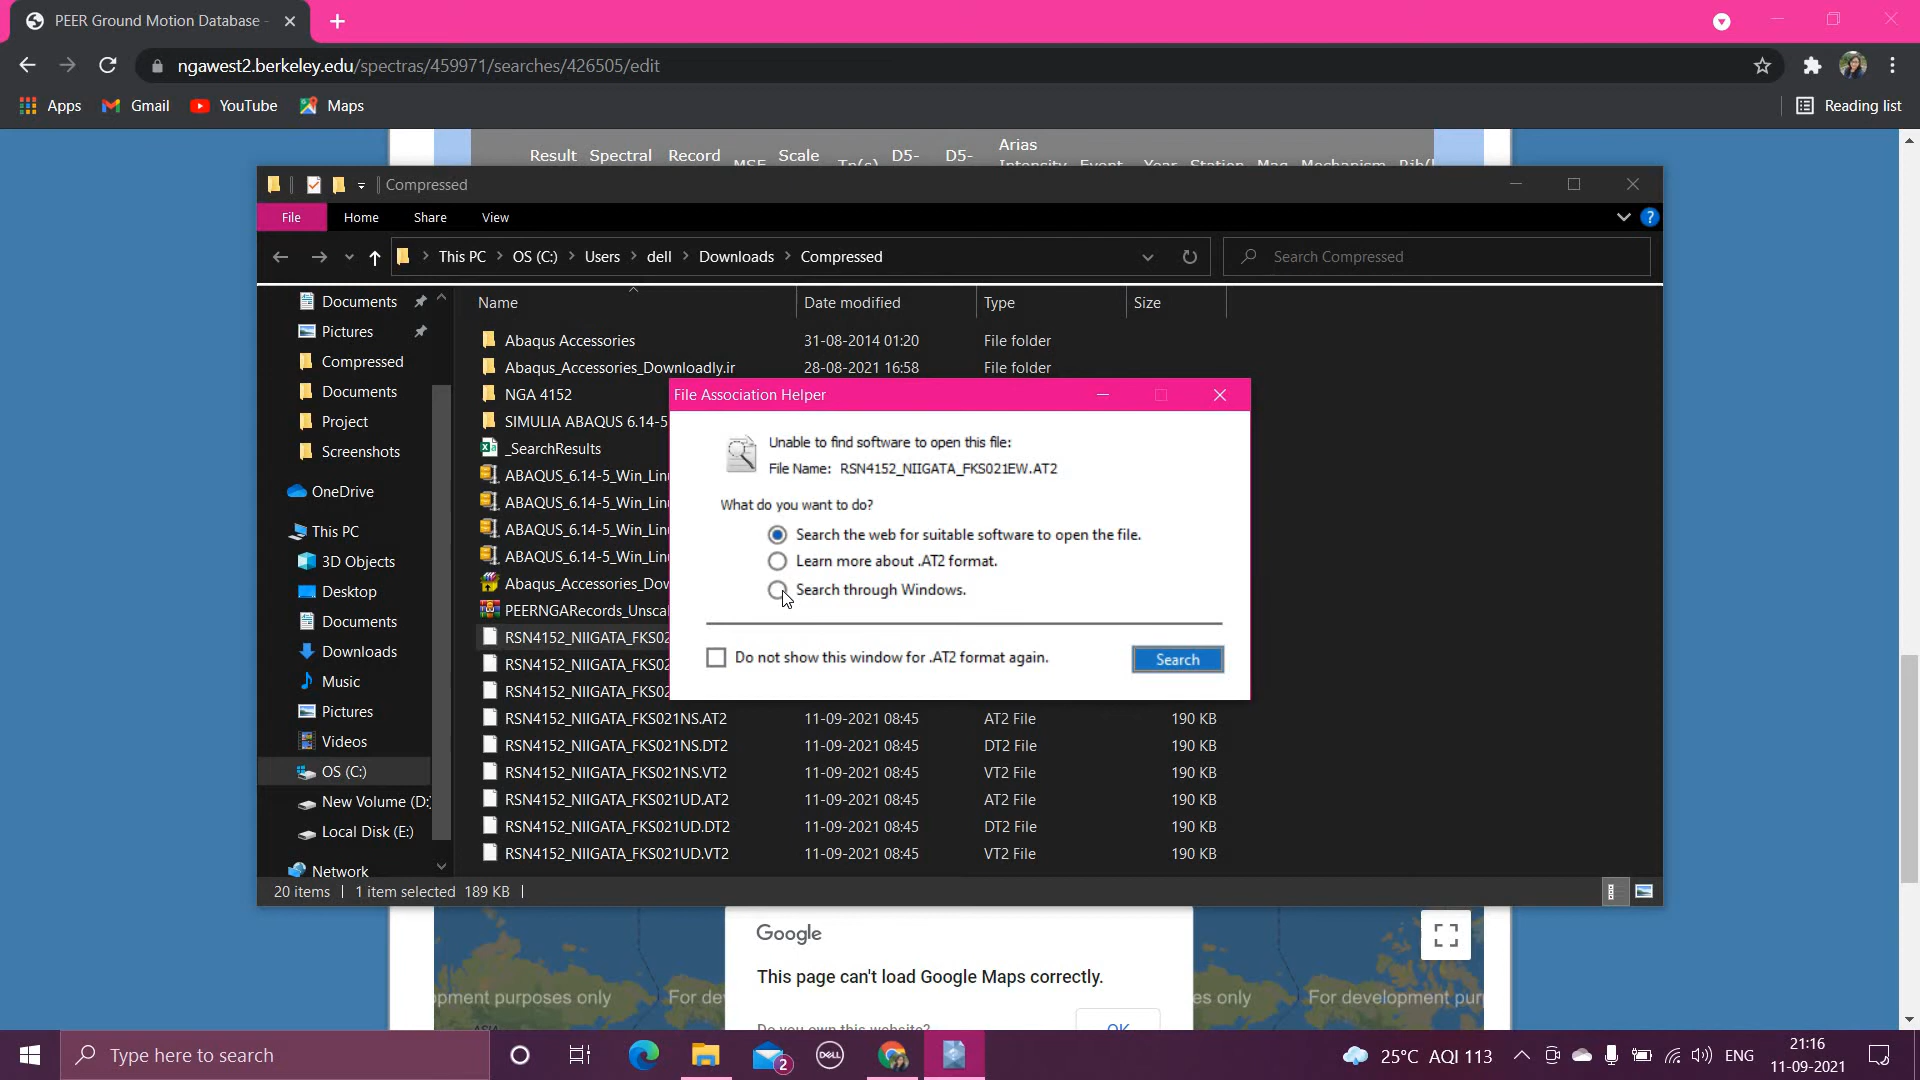 PEER Ground Motion Database -
ngawest2.berkeley.edu/spectras/459971/searches/426505/edit
Apps Gmail YouTube Maps Reading list
Result Spectral Record MSE Scale Tp(s) D5- D5- Arias Intensity Event Year Station Mag Mechanism
Compressed
File Home Share View
This PC > OS (C:) > Users > dell > Downloads > Compressed
Search Compressed
Documents
Pictures
Compressed
Documents
Project
Screenshots
OneDrive
This PC
3D Objects
Desktop
Documents
Downloads
Music
Pictures
Videos
OS (C:)
New Volume (D:
Local Disk (E:)
Network
Name Date modified Type Size
Abaqus Accessories 31-08-2014 01:20 File folder
Abaqus_Accessories_Downloadly.ir 28-08-2021 16:58 File folder
NGA 4152
SIMULIA ABAQUS 6.14-5
_SearchResults
ABAQUS_6.14-5_Win_Linu
ABAQUS_6.14-5_Win_Linu
ABAQUS_6.14-5_Win_Linu
ABAQUS_6.14-5_Win_Linu
Abaqus_Accessories_Dow
PEERNGARecords_Unscal
RSN4152_NIIGATA_FKS02
RSN4152_NIIGATA_FKS02
RSN4152_NIIGATA_FKS02
RSN4152_NIIGATA_FKS021NS.AT2 11-09-2021 08:45 AT2 File 190 KB
RSN4152_NIIGATA_FKS021NS.DT2 11-09-2021 08:45 DT2 File 190 KB
RSN4152_NIIGATA_FKS021NS.VT2 11-09-2021 08:45 VT2 File 190 KB
RSN4152_NIIGATA_FKS021UD.AT2 11-09-2021 08:45 AT2 File 190 KB
RSN4152_NIIGATA_FKS021UD.DT2 11-09-2021 08:45 DT2 File 190 KB
RSN4152_NIIGATA_FKS021UD.VT2 11-09-2021 08:45 VT2 File 190 KB
File Association Helper
Unable to find software to open this file:
File Name: RSN4152_NIIGATA_FKS021EW.AT2
What do you want to do?
Search the web for suitable software to open the file.
Learn more about .AT2 format.
Search through Windows.
Do not show this window for .AT2 format again.
Search
20 items 1 item selected 189 KB
Google
This page can't load Google Maps correctly.
pment purposes only For de es only For development pur
Do you own this website? OK
ASIA
Type here to search
2
DELL
25°C AQI 113
ENG
21:16
11-09-2021